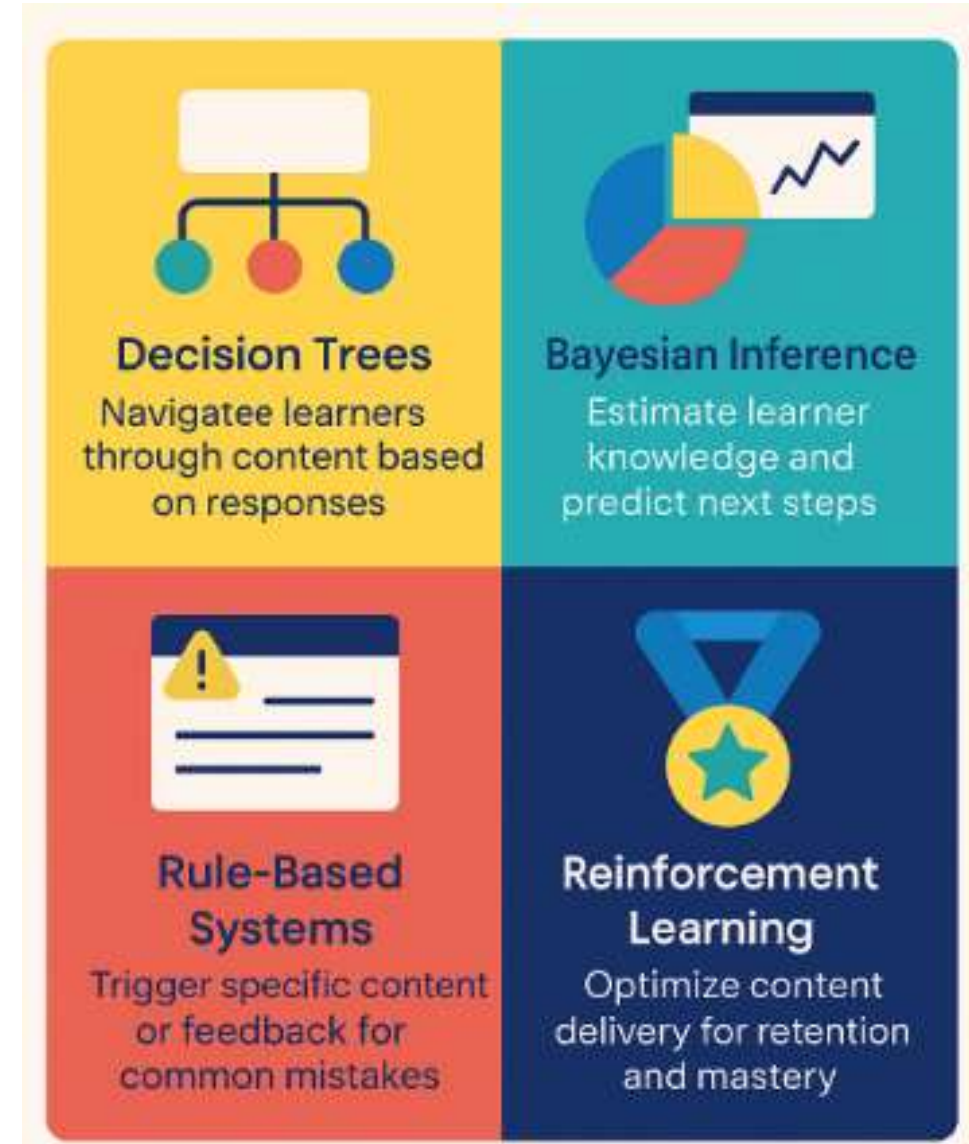 Decision Trees
Navigatee learners
through content based
on responses
Bayesian Inference
Estimate learner
knowledge and
predict next steps
!
Rule-Based
Systems
Trigger specific content
or feedback for
common mistakes
Reinforcement
Learning
Optimize content
delivery for retention
and mastery